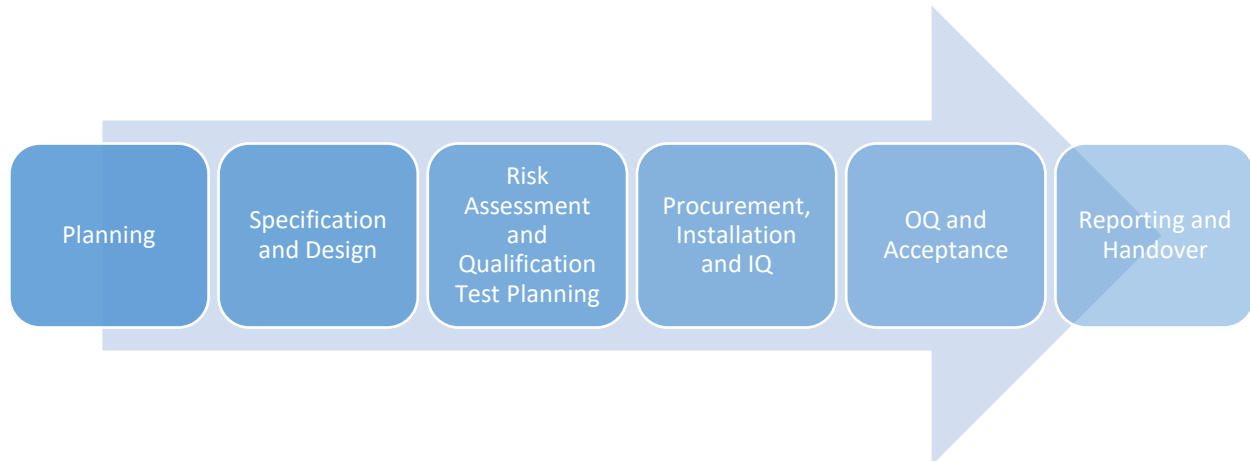 Planning
Specification
and Design
Risk
Assessment
and
Qualification
Test Planning
Procurement,
Installation
and IQ
OQ and
Acceptance
Reporting and
Handover